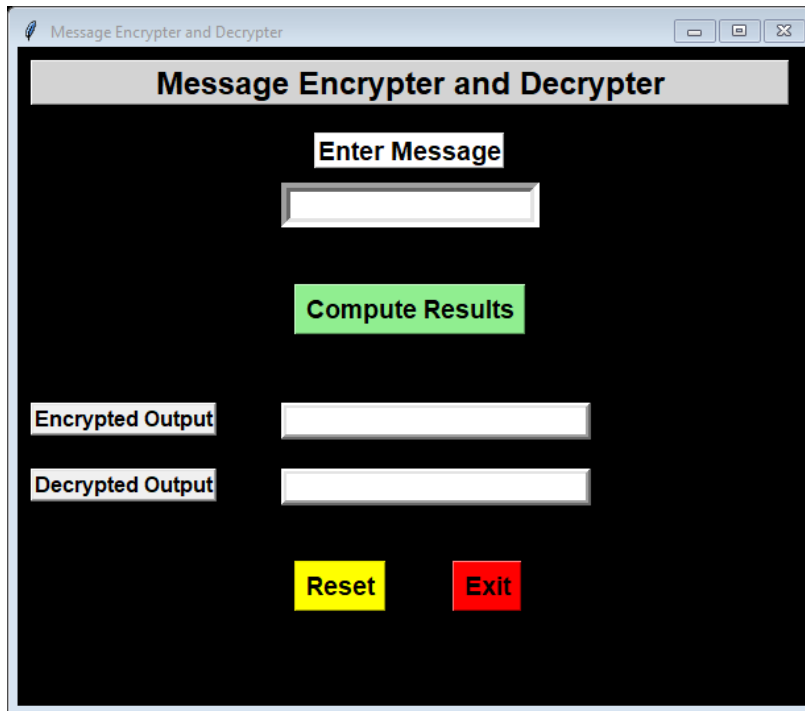 Message Encrypter and Decrypter
Message Encrypter and Decrypter
Enter Message
Compute Results
Encrypted Output
Decrypted Output
Reset Exit